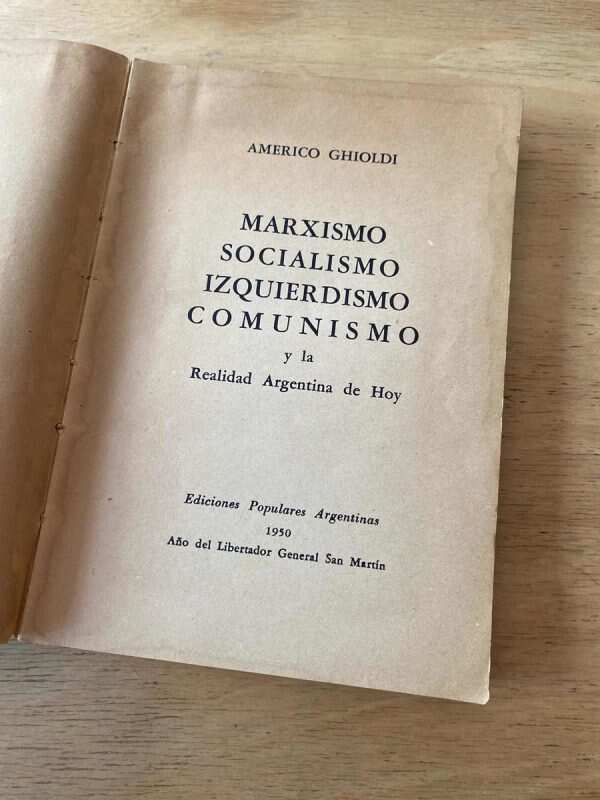 AMERICO GHIOLDI
MARXISMO
SOCIALISMO
IZQUIERDISMO
COMUNISMO
y la
Realidad Argentina de Hoy
Ediciones Populares Argentinas
1950
Año del Libertador General San Martín